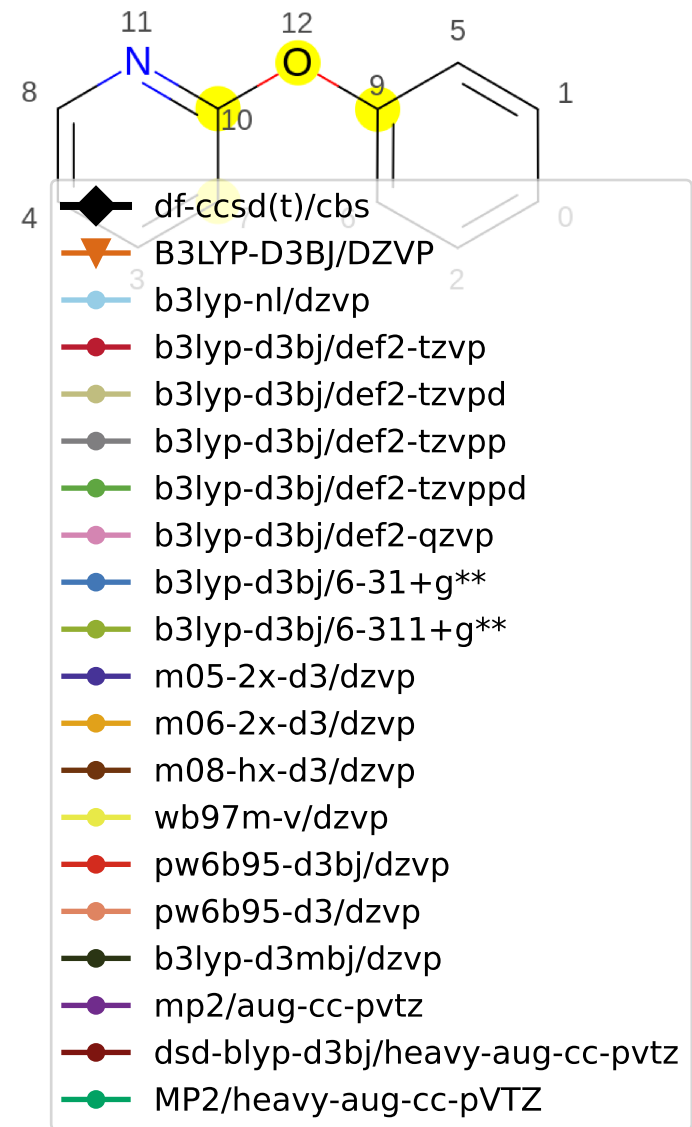 11
12
5
N
O
8
9
1
10
4
7
6
0
3
2
df-ccsd(t)/cbs
B3LYP-D3BJ/DZVP
b3lyp-nl/dzvp
b3lyp-d3bj/def2-tzvp
b3lyp-d3bj/def2-tzvpd
b3lyp-d3bj/def2-tzvpp
b3lyp-d3bj/def2-tzvppd
b3lyp-d3bj/def2-qzvp
b3lyp-d3bj/6-31+g**
b3lyp-d3bj/6-311+g**
m05-2x-d3/dzvp
m06-2x-d3/dzvp
m08-hx-d3/dzvp
wb97m-v/dzvp
pw6b95-d3bj/dzvp
pw6b95-d3/dzvp
b3lyp-d3mbj/dzvp
mp2/aug-cc-pvtz
dsd-blyp-d3bj/heavy-aug-cc-pvtz
MP2/heavy-aug-cc-pVTZ